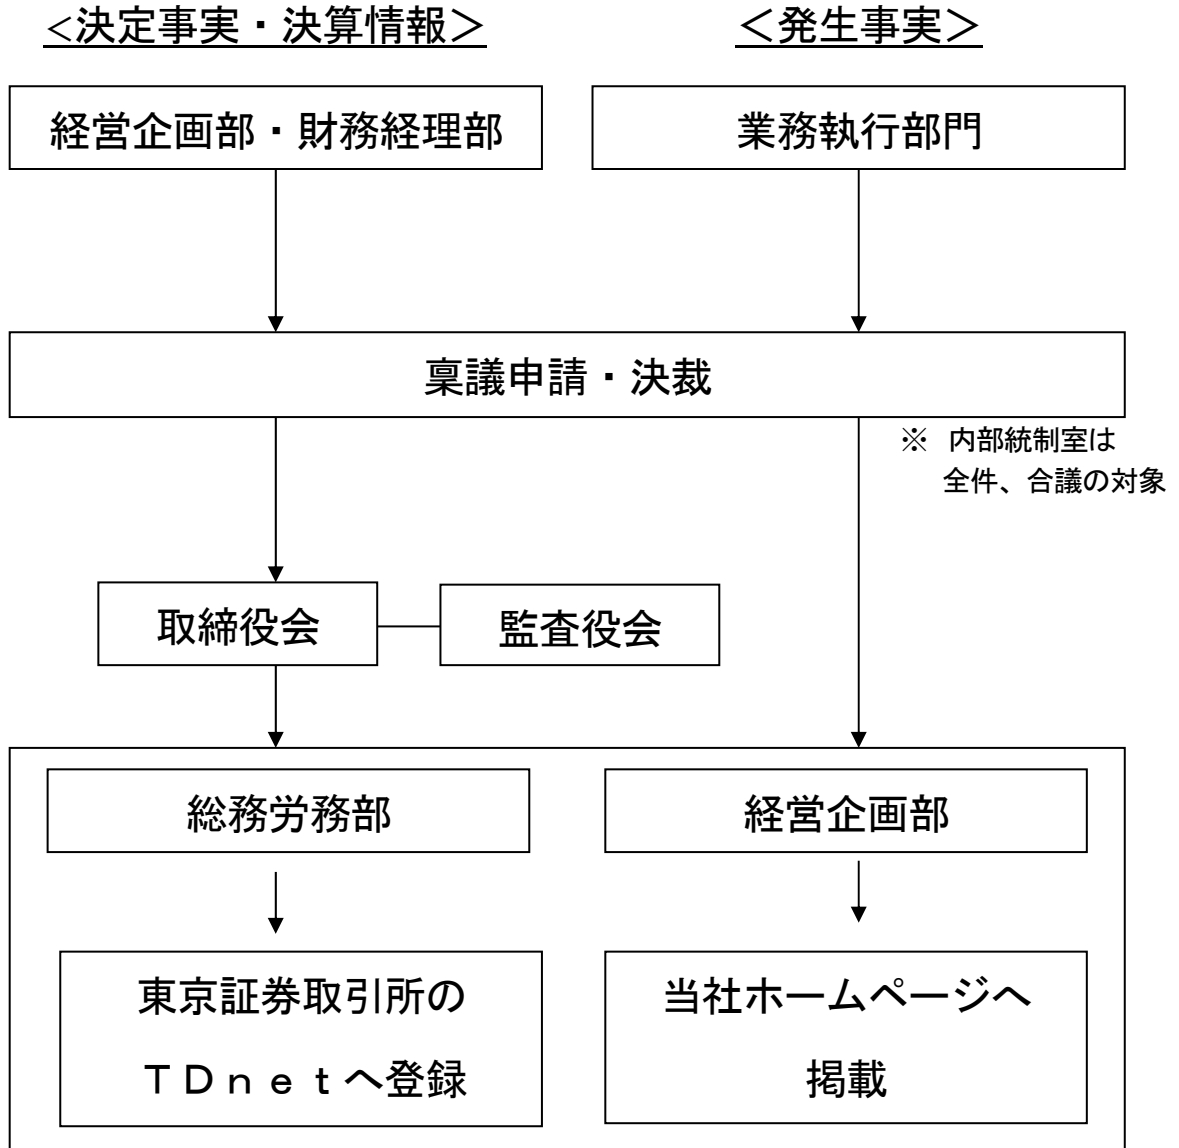 <決定事実・決算情報＞
＜発生事実＞
経営企画部・財務経理部
業務執行部門
稟議申請・決裁
※ 内部統制室は
全件、合議の対象
取締役会
監査役会
総務労務部
経営企画部
東京証券取引所の
ＴＤｎｅｔへ登録
当社ホームページへ
掲載